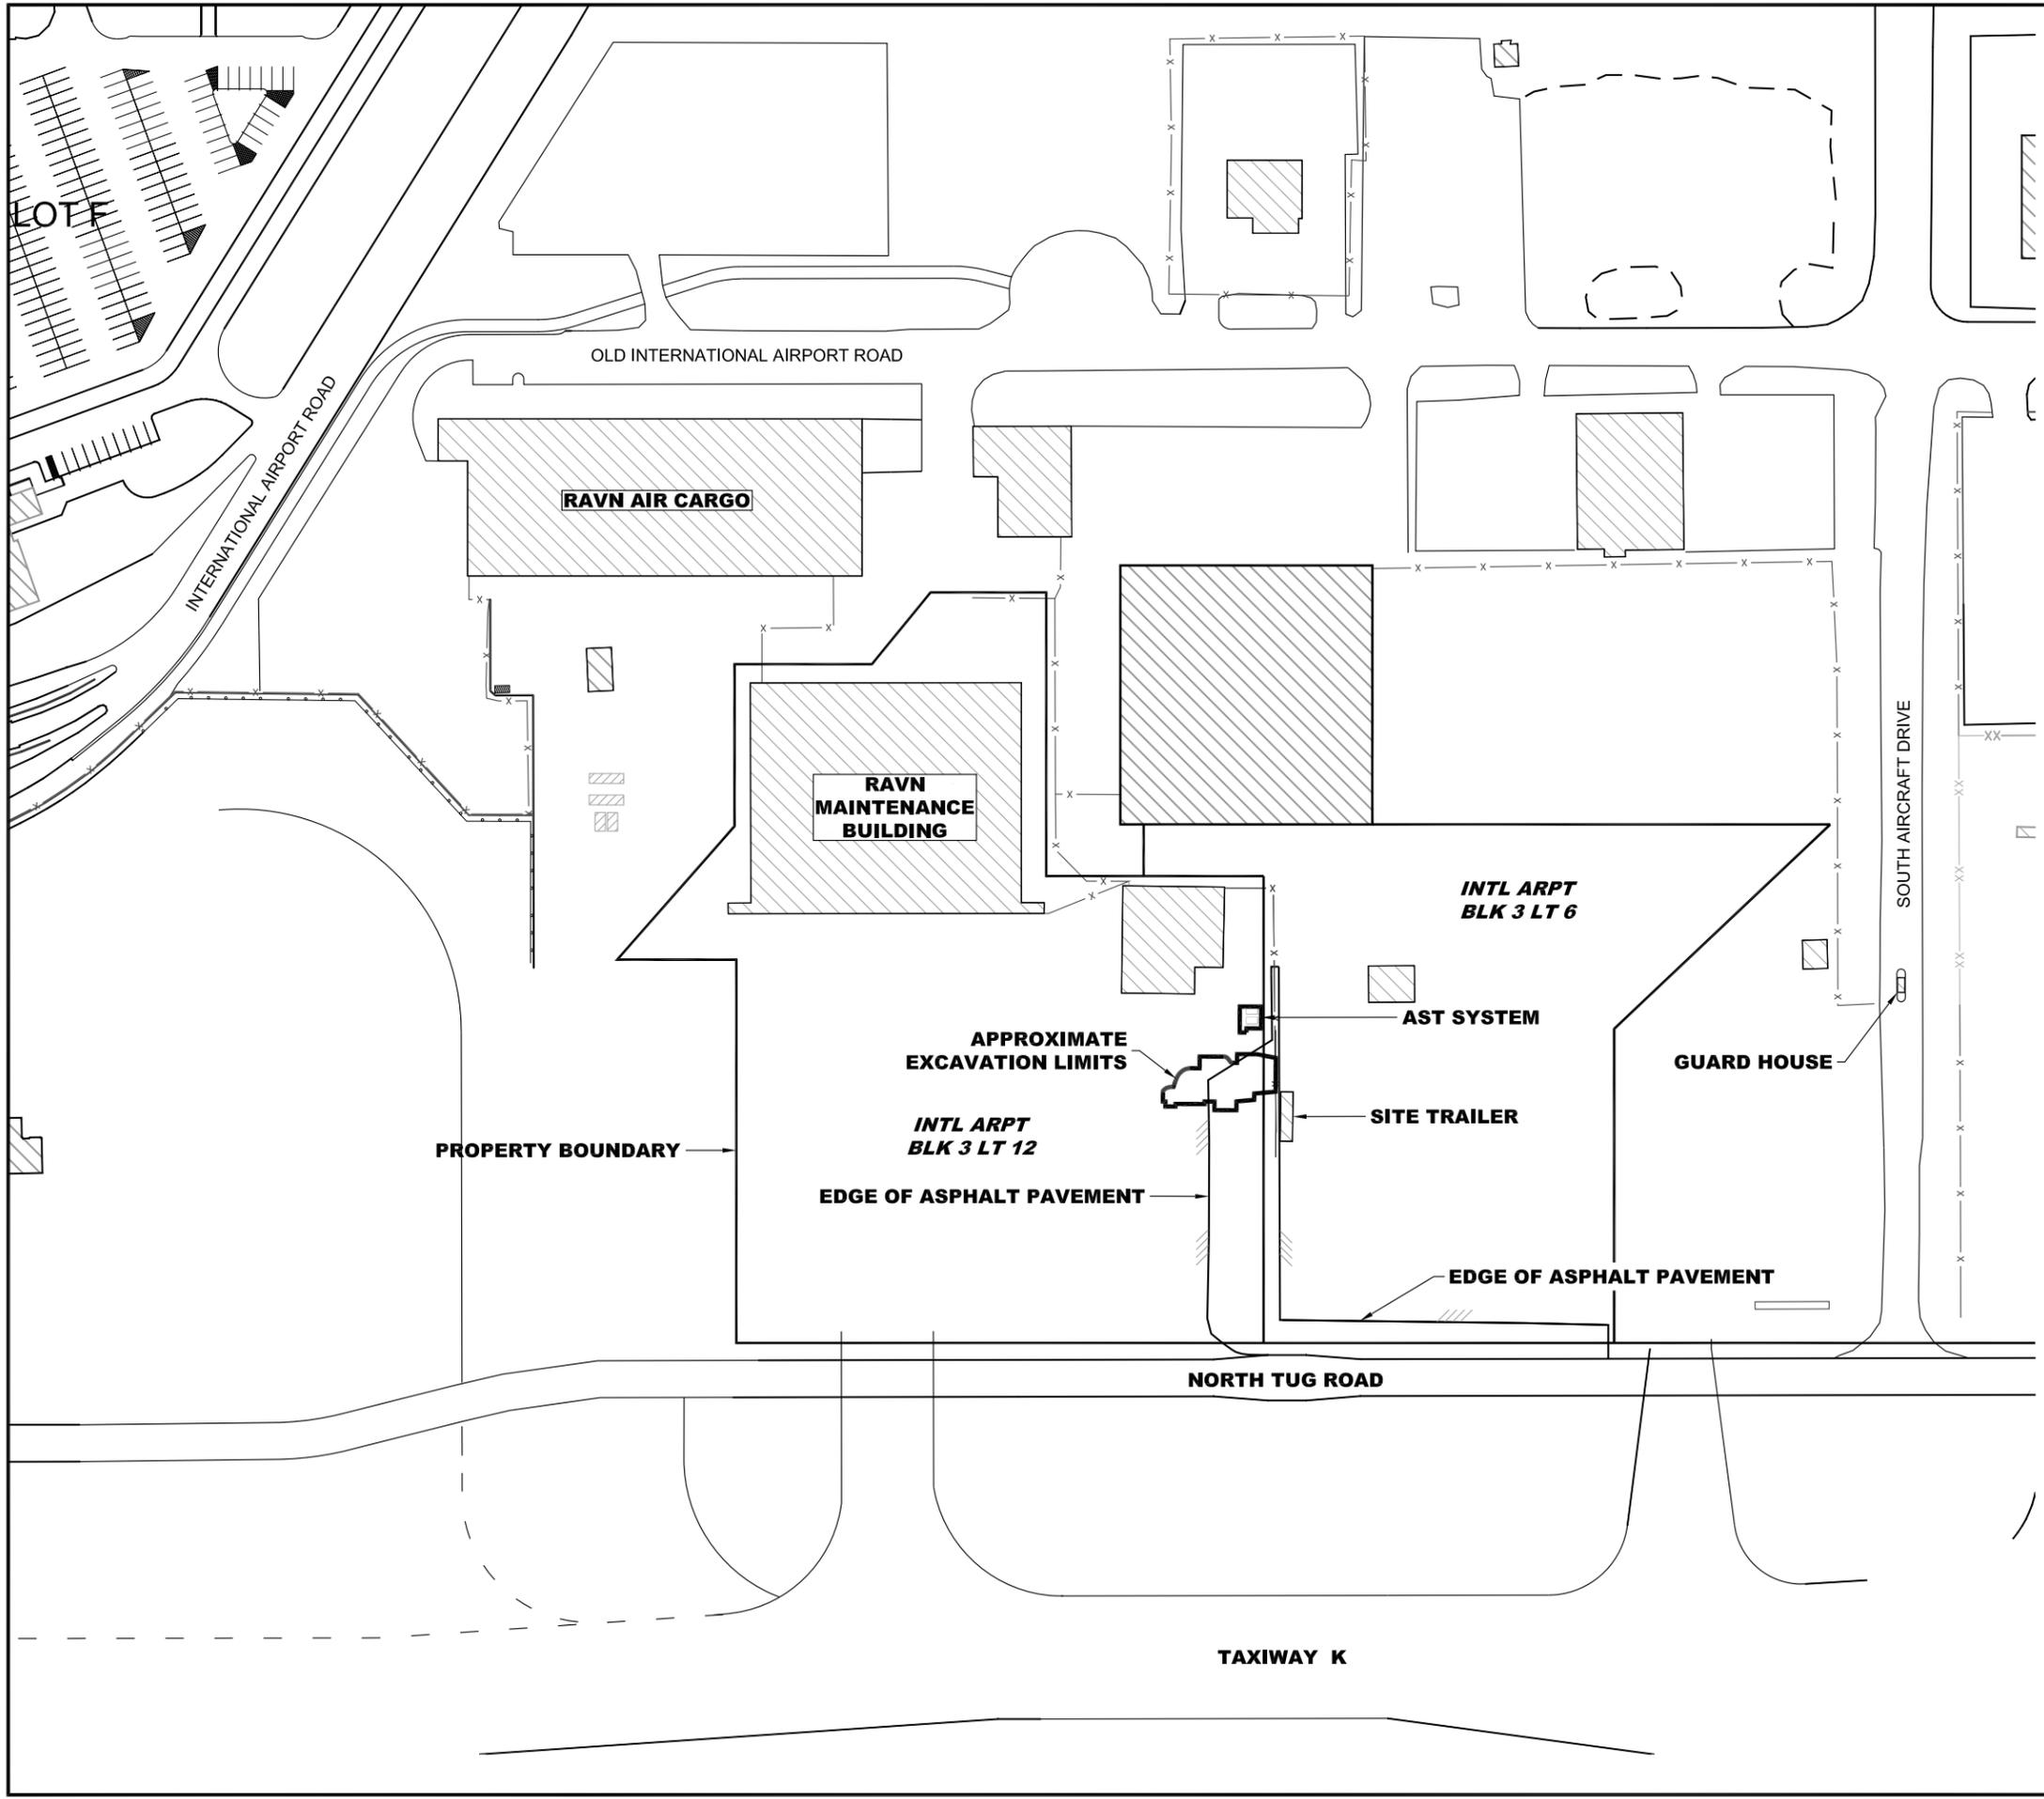 LOT F
OLD INTERNATIONAL AIRPORT ROAD
INTERNATIONAL AIRPORT ROAD
RAVN AIR CARGO
RAVN
MAINTENANCE
BUILDING
SOUTH AIRCRAFT DRIVE
INTL ARPT
BLK 3 LT 6
AST SYSTEM
APPROXIMATE
EXCAVATION LIMITS
GUARD HOUSE
SITE TRAILER
INTL ARPT
BLK 3 LT 12
PROPERTY BOUNDARY
EDGE OF ASPHALT PAVEMENT
EDGE OF ASPHALT PAVEMENT
NORTH TUG ROAD
TAXIWAY K